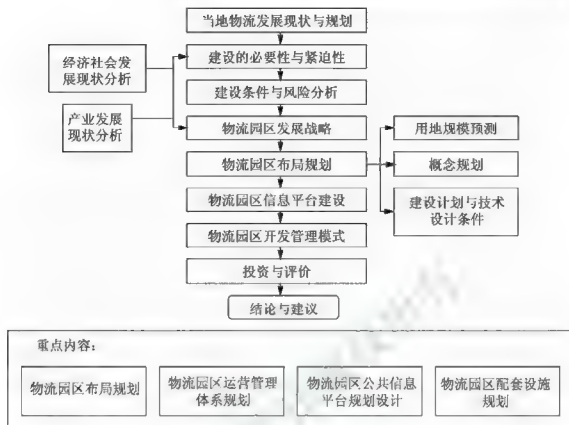 当地物流发展现状与规划
经济社会发
展现状分析
建设的必要性与紧迫性
建设条件与风险分析
产业发展
现状分析
物流园区发展战略
用地规模预测
物流园区布局规划
概念规划
物流园区信息平台建设
建设计划与技术
设计条件
物流园区开发管理模式
投资与评价
结论与建议
重点内容:
物流园区布局规划
物流园区运营管理
体系规划
物流园区公共信息
平台规划设计
物流园区配套设施
规划